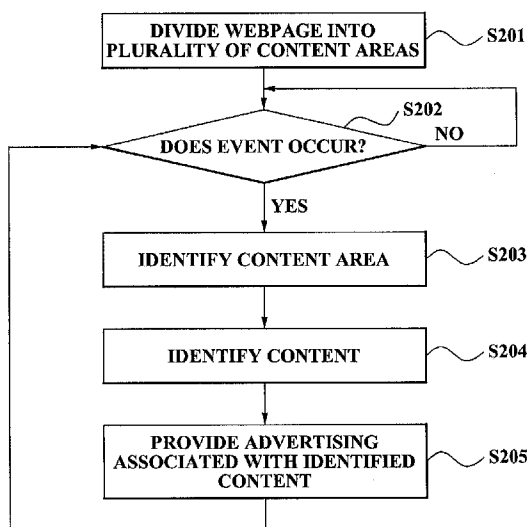 DIVIDE WEBPAGE INTO
PLURALITY OF CONTENT AREAS
S201
S202
DOES EVENT OCCUR?
NO
YES
IDENTIFY CONTENT AREA
S203
IDENTIFY CONTENT
S204
PROVIDE ADVERTISING
ASSOCIATED WITH IDENTIFIED
CONTENT
S205